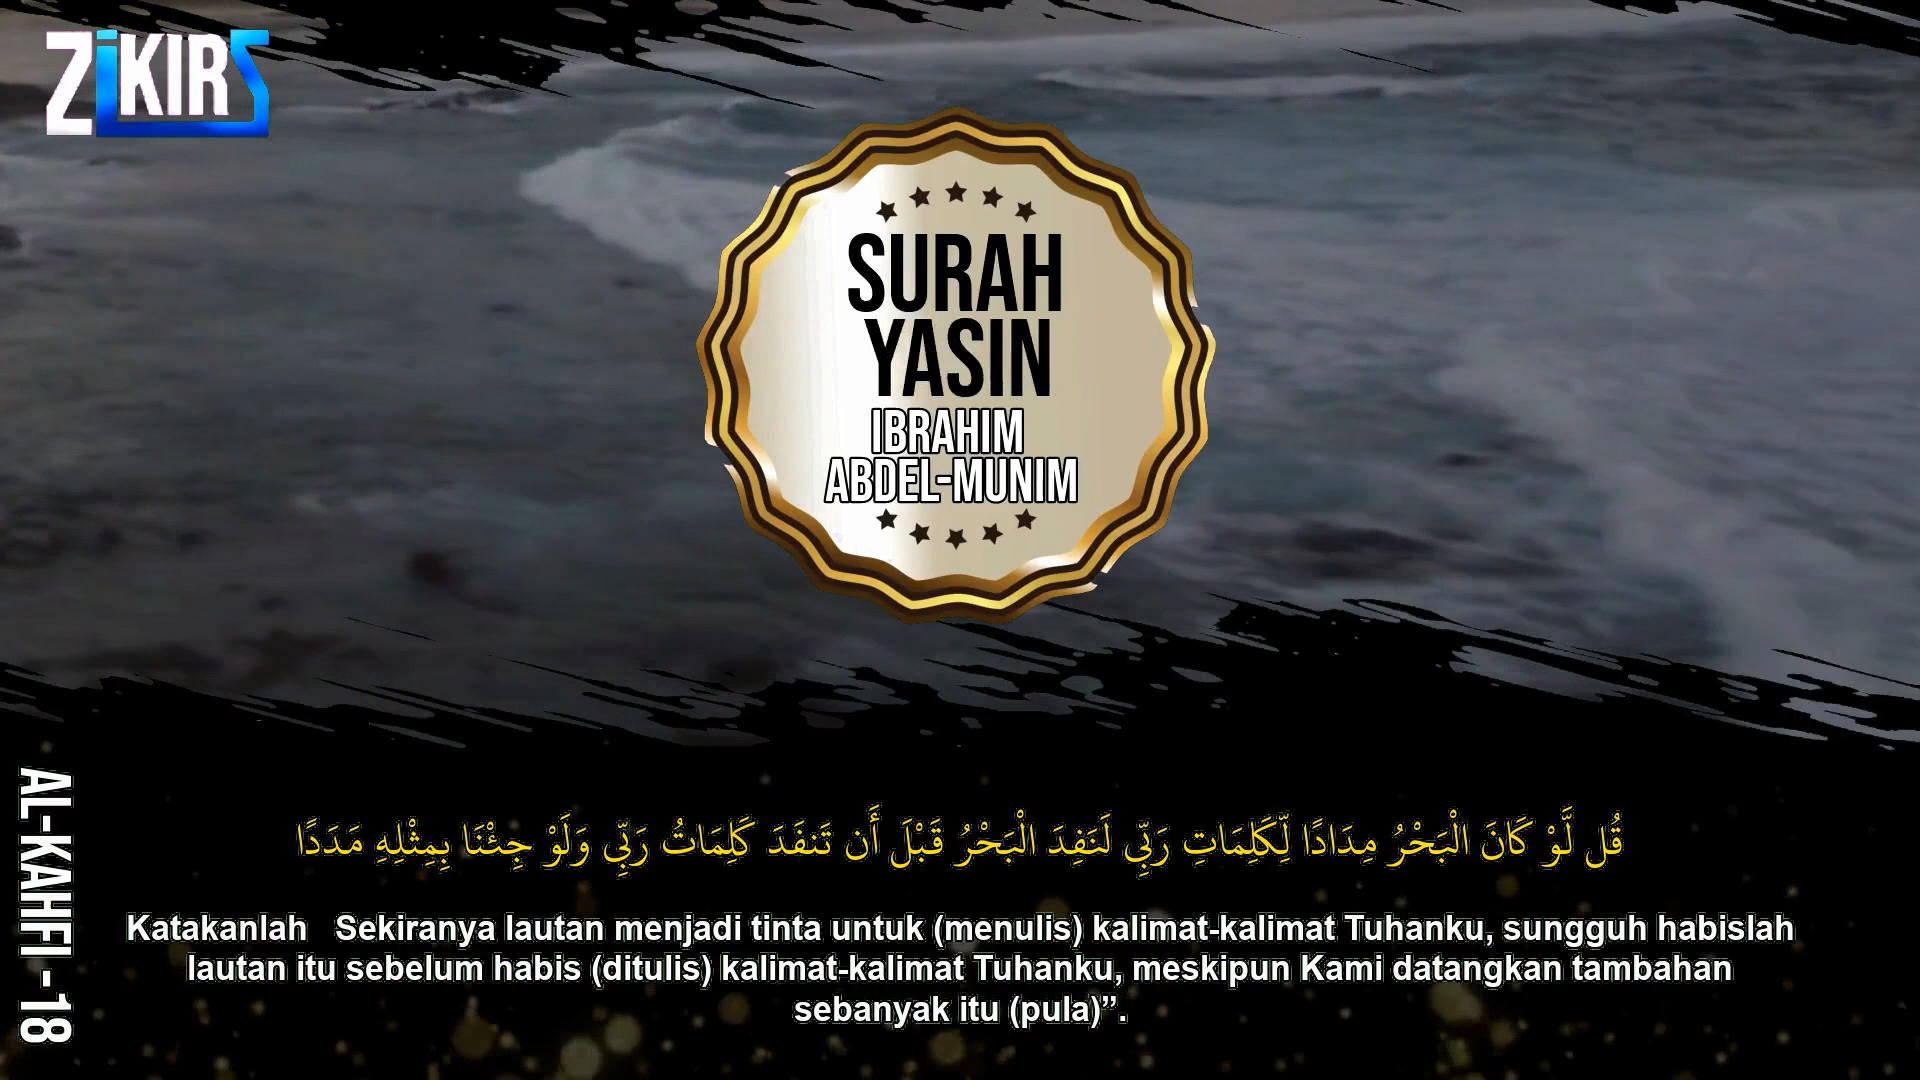 ZiKIRS
SURAH
YASIN
IBRAHIM
ABDEL-MUNIM
AL-KAHFI - 18
قُل لَّوْ كَانَ الْبَحْرُ مِدَادًا لِّكَلِمَاتِ رَبِّي لَنَفِدَ الْبَحْرُ قَبْلَ أَن تَنفَدَ كَلِمَاتُ رَبِّي وَلَوْ جِئْنَا بِمِثْلِهِ مَدَدًا
Katakanlah   Sekiranya lautan menjadi tinta untuk (menulis) kalimat-kalimat Tuhanku, sungguh habislah
lautan itu sebelum habis (ditulis) kalimat-kalimat Tuhanku, meskipun Kami datangkan tambahan
sebanyak itu (pula)”.